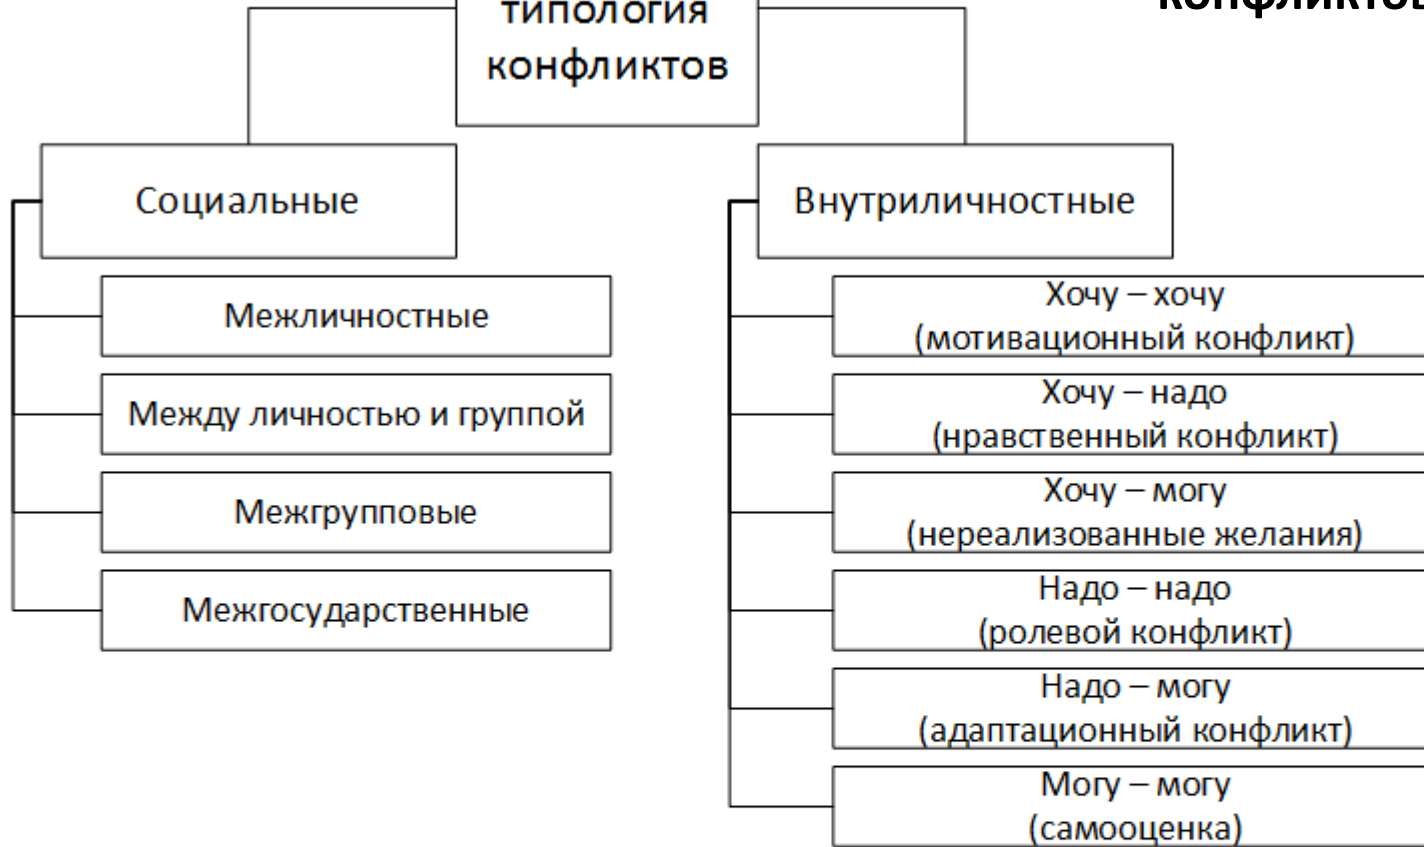 конфликтов
типология
конфликтов
Социальные
Межличностные
Между личностью и группой
Межгрупповые
Межгосударственные
Внутриличностные
Хочу – хочу
(мотивационный конфликт)
Хочу – надо
(нравственный конфликт)
Хочу – могу
(нереализованные желания)
Надо – надо
(ролевой конфликт)
Надо – могу
(адаптационный конфликт)
Могу – могу
(самооценка)